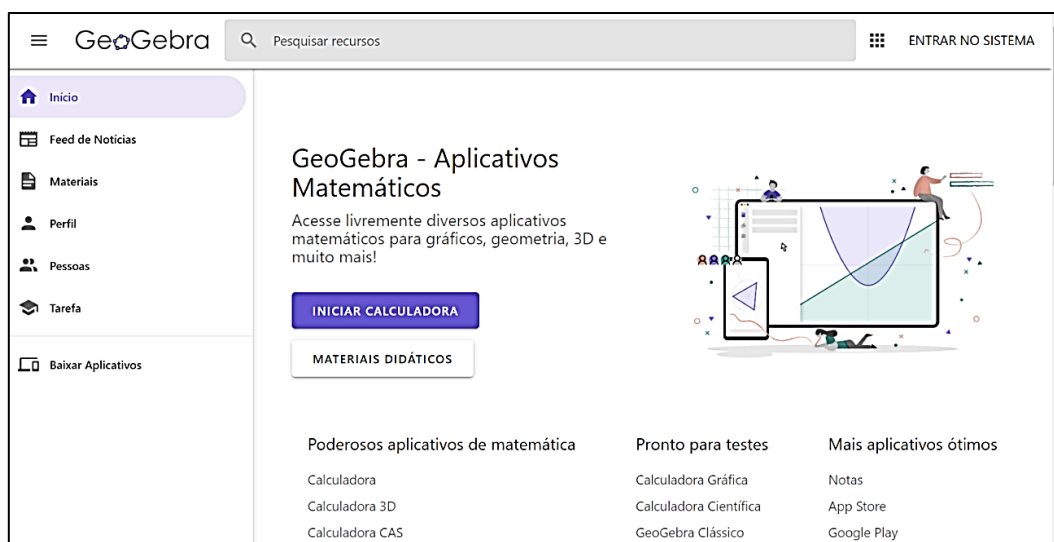 GeoGebra
Pesquisar recursos
ENTRAR NO SISTEMA
Início
Feed de Notícias
Materiais
Perfil
Pessoas
Tarefa
Baixar Aplicativos
GeoGebra - Aplicativos
Matemáticos
Acesse livremente diversos aplicativos
matemáticos para gráficos, geometria, 3D e
muito mais!
INICIAR CALCULADORA
MATERIAIS DIDÁTICOS
Poderosos aplicativos de matemática
Calculadora
Calculadora 3D
Calculadora CAS
Pronto para testes
Calculadora Gráfica
Calculadora Científica
GeoGebra Clássico
Mais aplicativos ótimos
Notas
App Store
Google Play